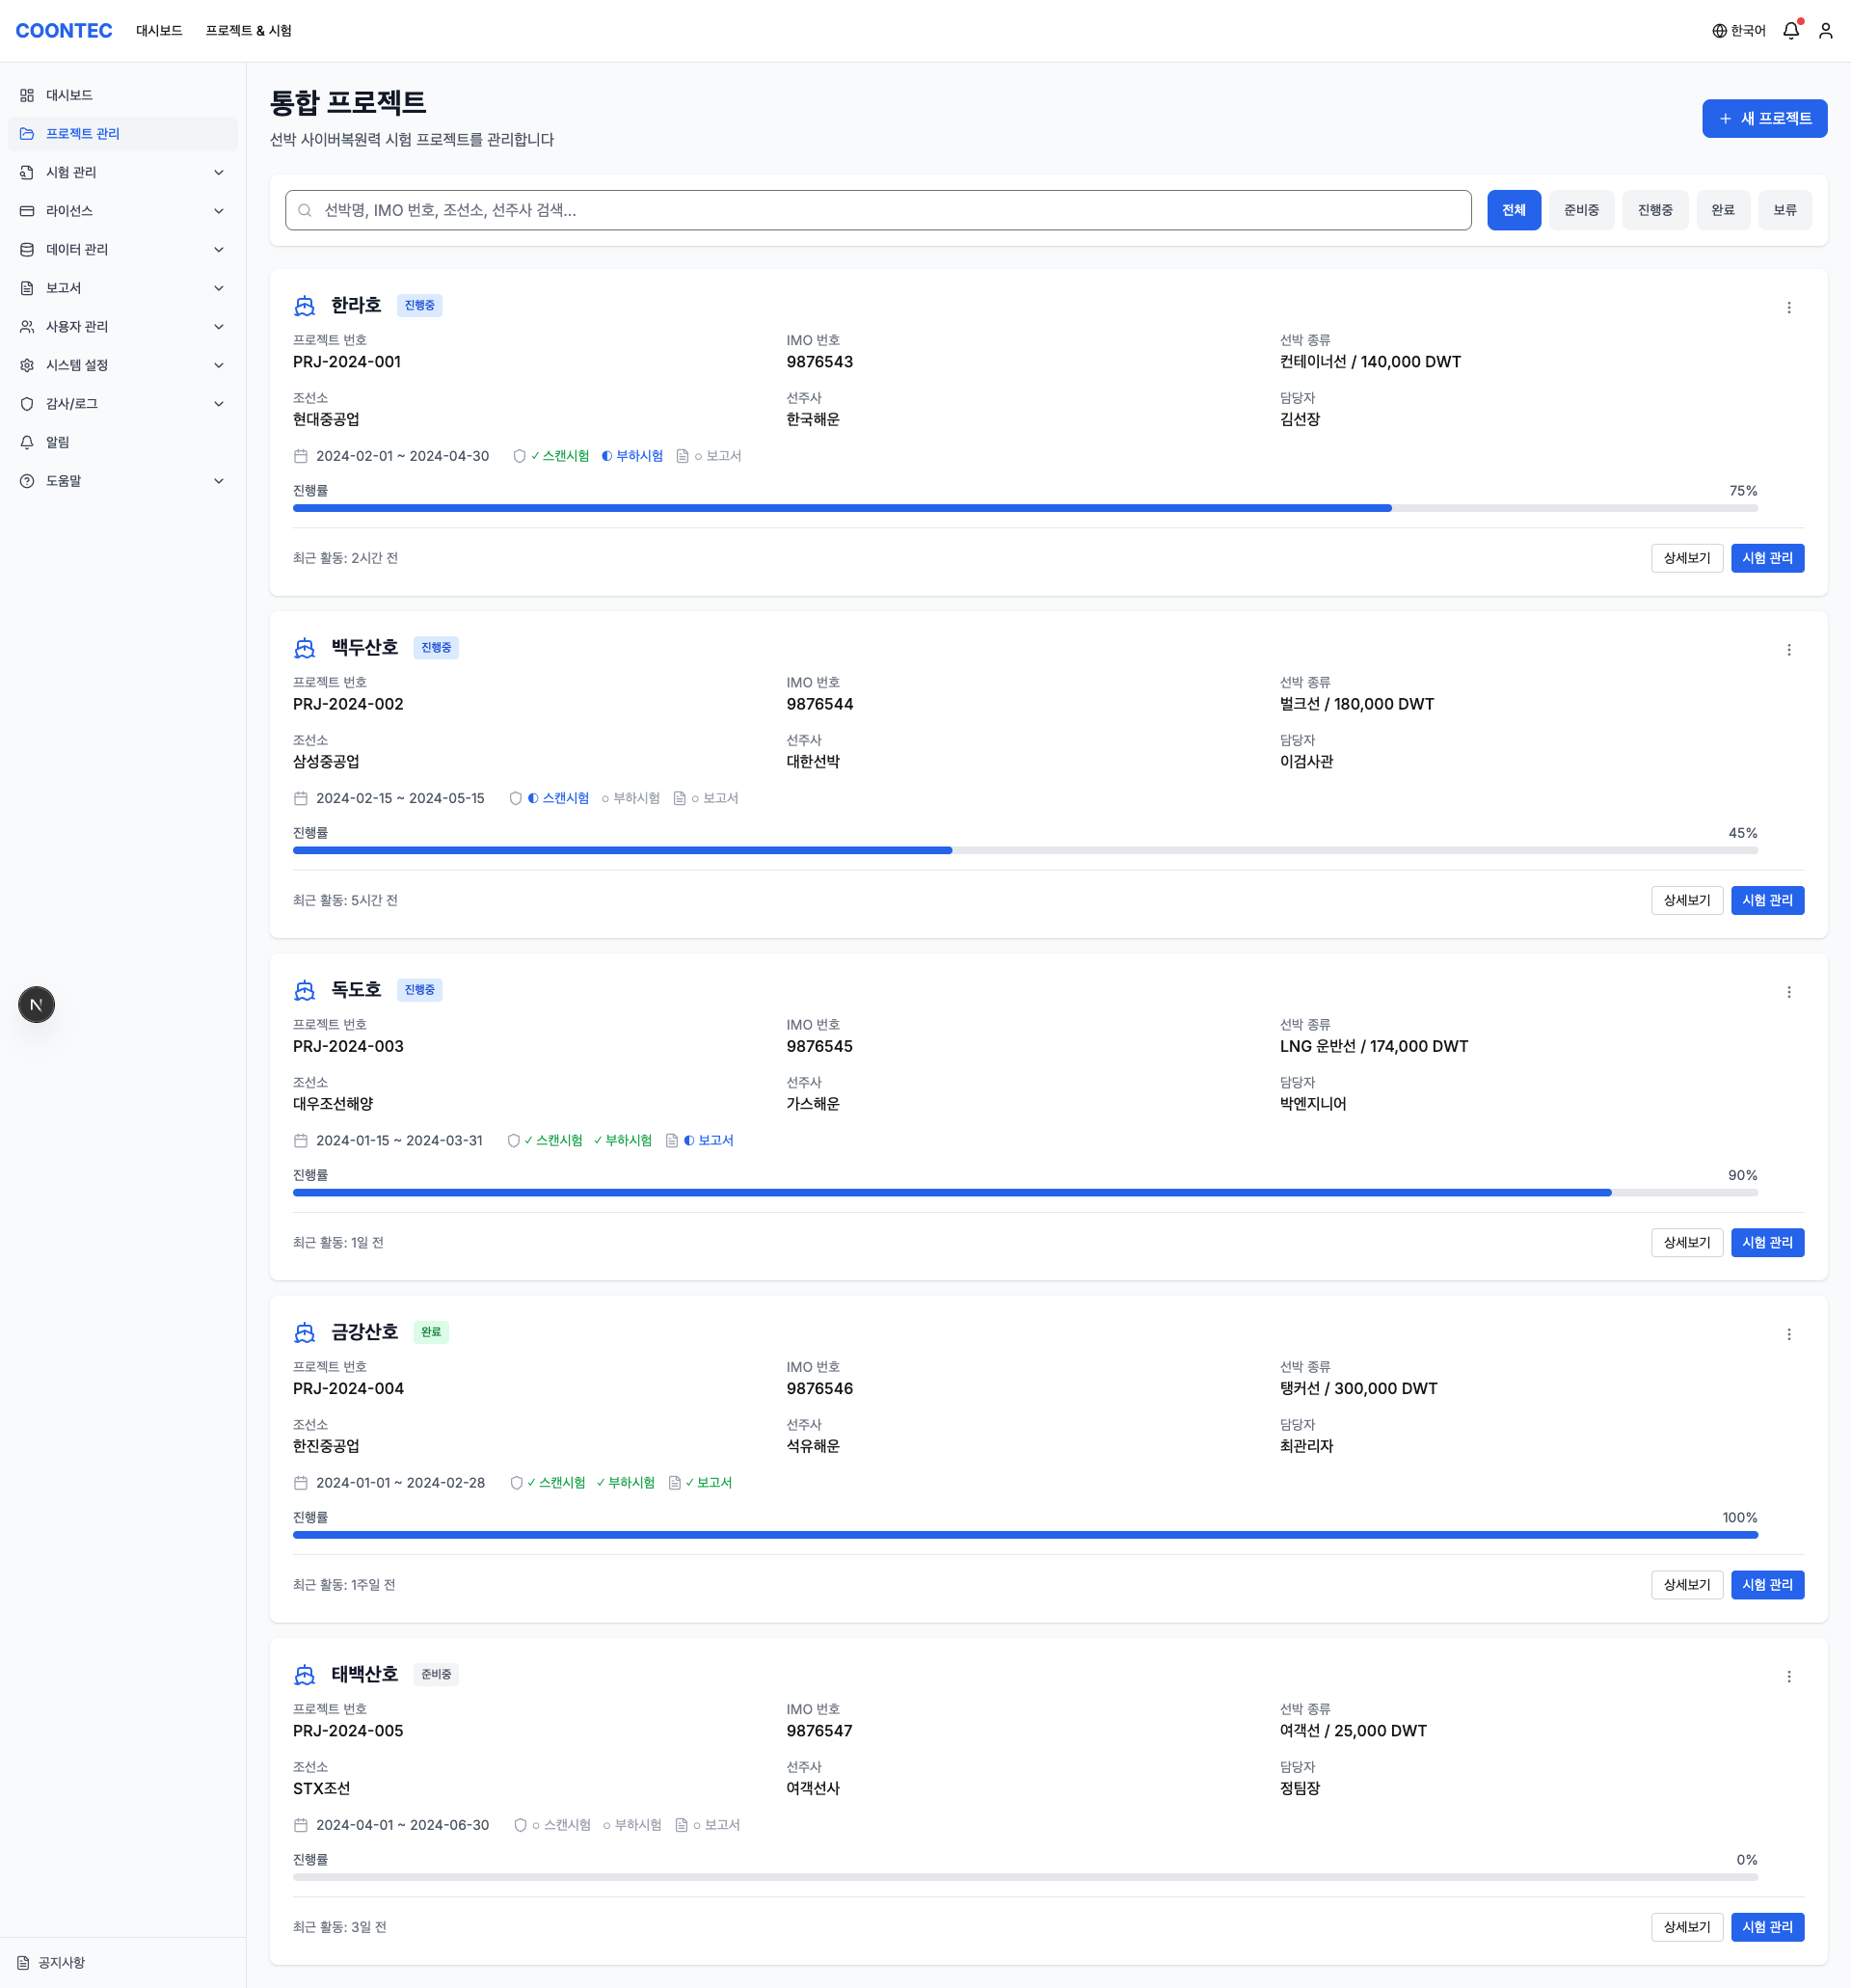 COONTEC 대시보드 프로젝트 & 시험 한국어
대시보드
프로젝트 관리
시험 관리
라이선스
데이터 관리
보고서
사용자 관리
시스템 설정
감사/로그
알림
도움말
공지사항
통합 프로젝트
선박 사이버복원력 시험 프로젝트를 관리합니다
+ 새 프로젝트
선박명, IMO 번호, 조선소, 선주사 검색...
전체 준비중 진행중 완료 보류
한라호 진행중
프로젝트 번호 IMO 번호 선박 종류
PRJ-2024-001 9876543 컨테이너선 / 140,000 DWT
조선소 선주사 담당자
현대중공업 한국해운 김선장
2024-02-01 ~ 2024-04-30 ✓ 스캔시험 ◐ 부하시험 ○ 보고서
진행률 75%
최근 활동: 2시간 전 상세보기 시험 관리
백두산호 진행중
프로젝트 번호 IMO 번호 선박 종류
PRJ-2024-002 9876544 벌크선 / 180,000 DWT
조선소 선주사 담당자
삼성중공업 대한선박 이검사관
2024-02-15 ~ 2024-05-15 ◐ 스캔시험 ○ 부하시험 ○ 보고서
진행률 45%
최근 활동: 5시간 전 상세보기 시험 관리
독도호 진행중
프로젝트 번호 IMO 번호 선박 종류
PRJ-2024-003 9876545 LNG 운반선 / 174,000 DWT
조선소 선주사 담당자
대우조선해양 가스해운 박엔지니어
2024-01-15 ~ 2024-03-31 ✓ 스캔시험 ✓ 부하시험 ◐ 보고서
진행률 90%
최근 활동: 1일 전 상세보기 시험 관리
금강산호 완료
프로젝트 번호 IMO 번호 선박 종류
PRJ-2024-004 9876546 탱커선 / 300,000 DWT
조선소 선주사 담당자
한진중공업 석유해운 최관리자
2024-01-01 ~ 2024-02-28 ✓ 스캔시험 ✓ 부하시험 ✓ 보고서
진행률 100%
최근 활동: 1주일 전 상세보기 시험 관리
태백산호 준비중
프로젝트 번호 IMO 번호 선박 종류
PRJ-2024-005 9876547 여객선 / 25,000 DWT
조선소 선주사 담당자
STX조선 여객선사 정팀장
2024-04-01 ~ 2024-06-30 ○ 스캔시험 ○ 부하시험 ○ 보고서
진행률 0%
최근 활동: 3일 전 상세보기 시험 관리
N